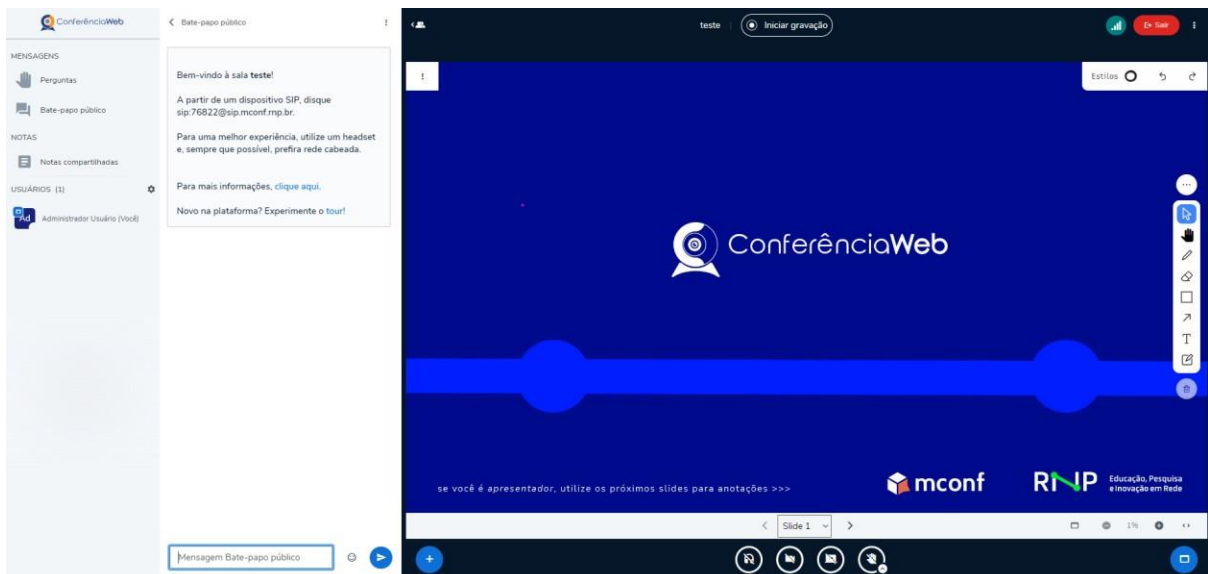 ConferênciaWeb
MENSAGENS
Perguntas
Bate-papo público
NOTAS
Notas compartilhadas
USUÁRIOS (1)
Ad
Administrador Usuário (Você)
Bate-papo público
Bem-vindo à sala teste!
A partir de um dispositivo SIP, disque
sip:76822@sip.mconf.rnp.br.
Para uma melhor experiência, utilize um headset
e, sempre que possível, prefira rede cabeada.
Para mais informações, clique aqui.
Novo na plataforma? Experimente o tour!
Mensagem Bate-papo público
teste
Iniciar gravação
Sair
Estilos
ConferênciaWeb
T
se você é apresentador, utilize os próximos slides para anotações >>>
mconf
RNP
Educação, Pesquisa
e Inovação em Rede
Slide 1
1%